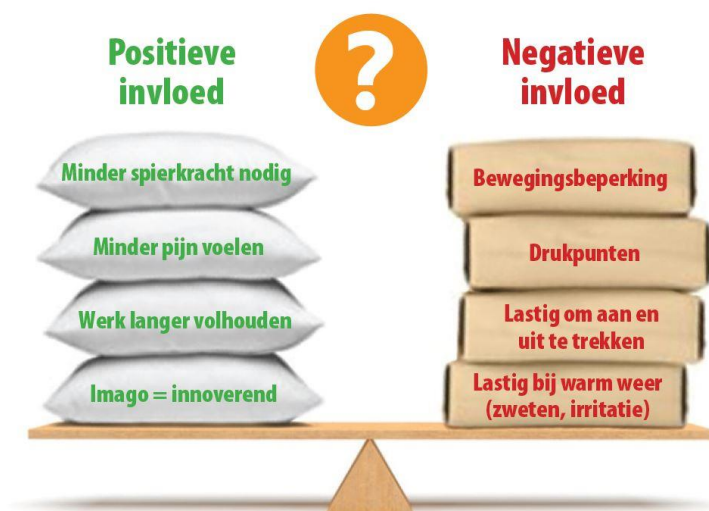 Positieve
invloed
?
Negatieve
invloed
Minder spierkracht nodig
Minder pijn voelen
Werk langer volhouden
Imago = innoverend
Bewegingsbeperking
Drukpunten
Lastig om aan en
uit te trekken
Lastig bij warm weer
(zweten, irritatie)